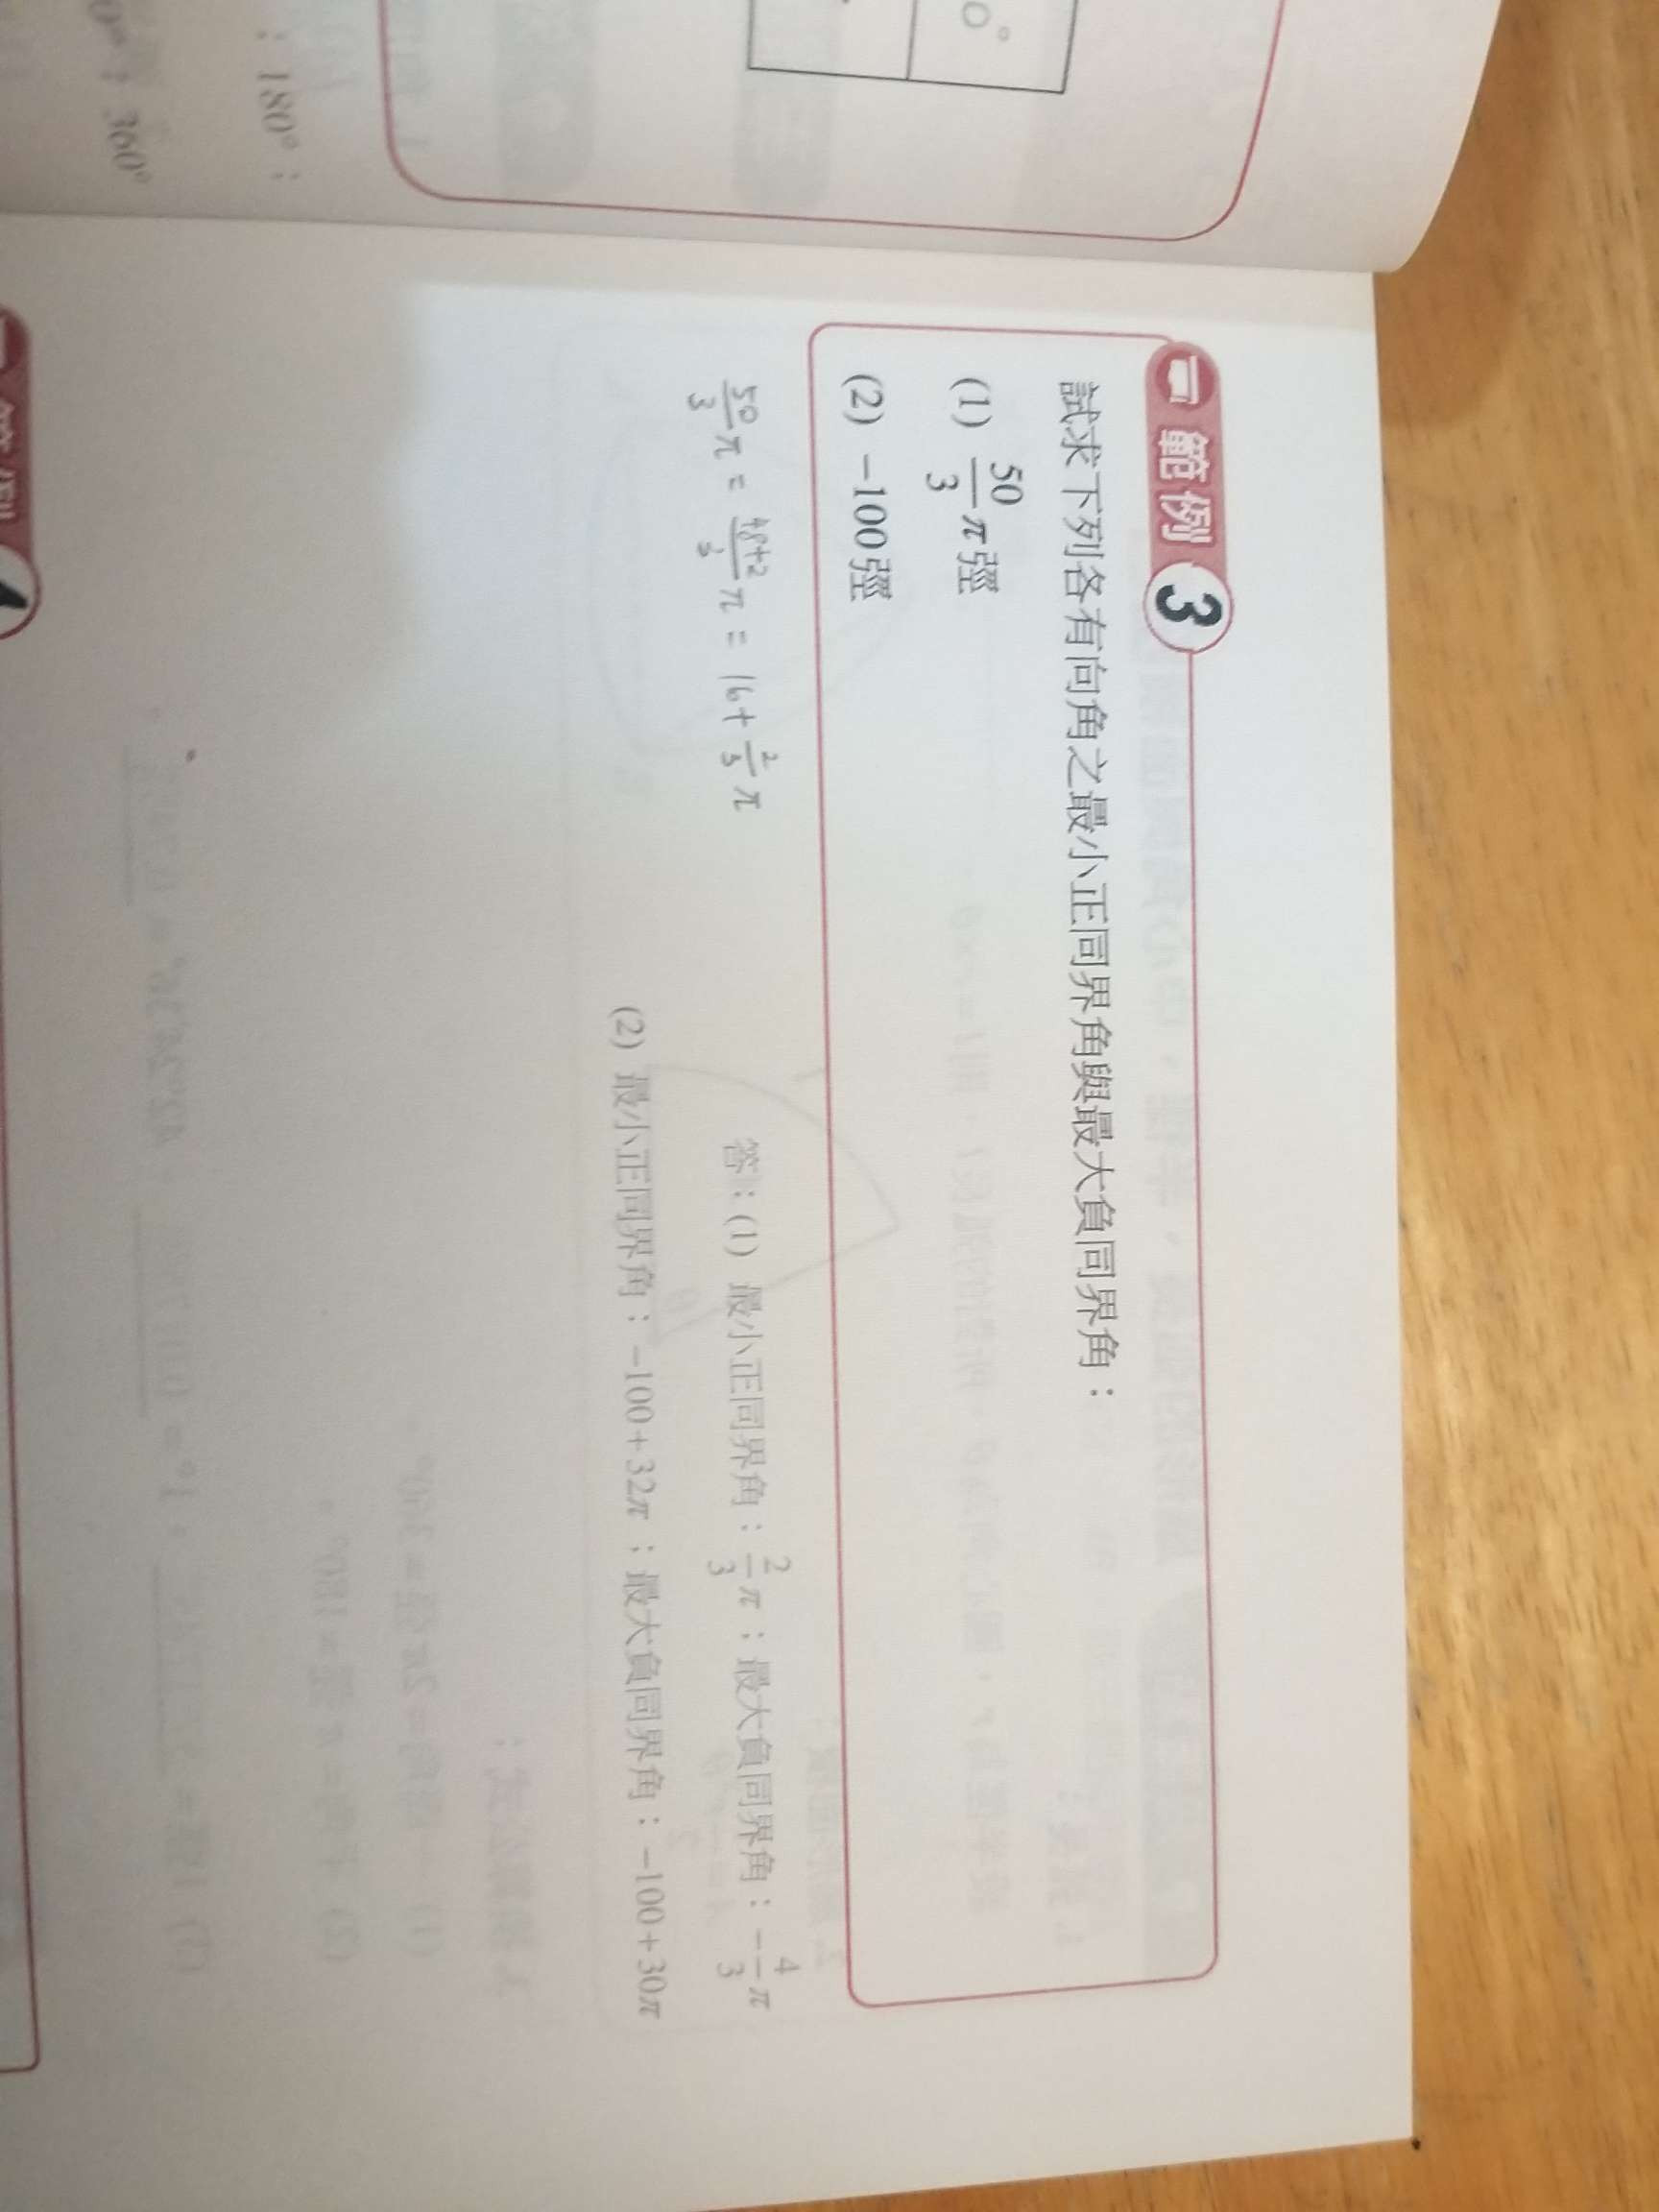 0°
: 180° :
360°
範例 3
試求下列各有向角之最小正同界角與最大負同界角：
(1) 50/3 π 弳
(2) −100 弳
50/3 π = 48+2/3 π = 16 + 2/3 π
答：(1) 最小正同界角：2/3 π；最大負同界角：−4/3 π
(2) 最小正同界角：−100+32π；最大負同界角：−100+30π